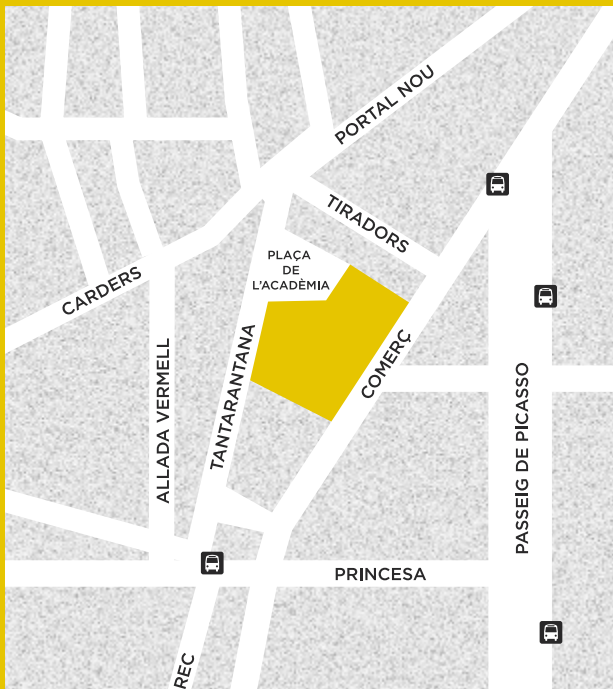 PORTAL NOU
TIRADORS
PLAÇA
DE
L'ACADÈMIA
CARDERS
COMERÇ
TANTARANTANA
ALLADA VERMELL
PASSEIG DE PICASSO
PRINCESA
REC